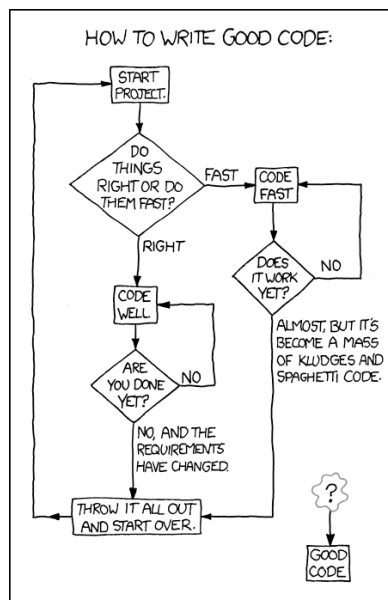 HOW TO WRITE GOOD CODE:
START
PROJECT.
DO
THINGS
RIGHT OR DO
THEM FAST?
FAST
CODE
FAST
RIGHT
DOES
IT WORK
YET?
NO
CODE
WELL.
ALMOST, BUT IT'S
BECOME A MASS
OF KLUDGES AND
SPAGHETTI CODE.
ARE
YOU DONE
YET?
NO
NO, AND THE
REQUIREMENTS
HAVE CHANGED.
THROW IT ALL OUT
AND START OVER.
?
GOOD
CODE